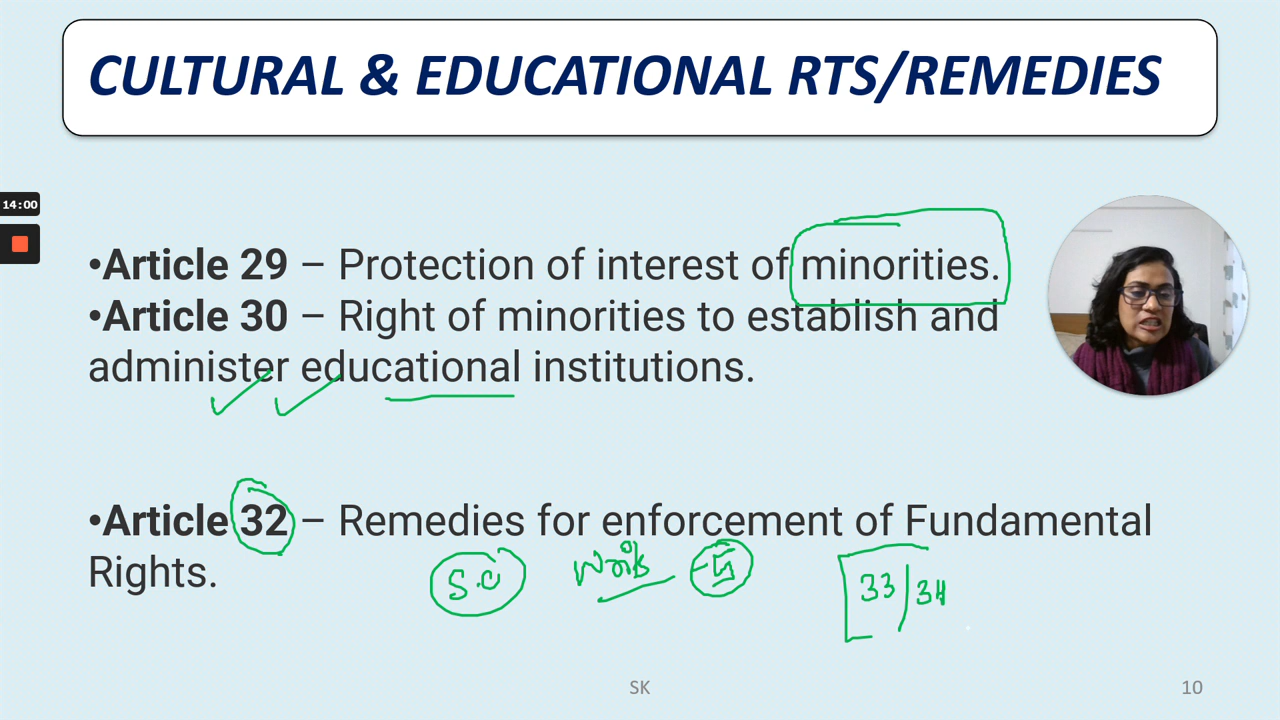 CULTURAL & EDUCATIONAL RTS/REMEDIES
14:00
•Article 29 – Protection of interest of minorities.
•Article 30 – Right of minorities to establish and
administer educational institutions.
•Article 32 – Remedies for enforcement of Fundamental
Rights.
S.C Writs -5 33/34
SK
10